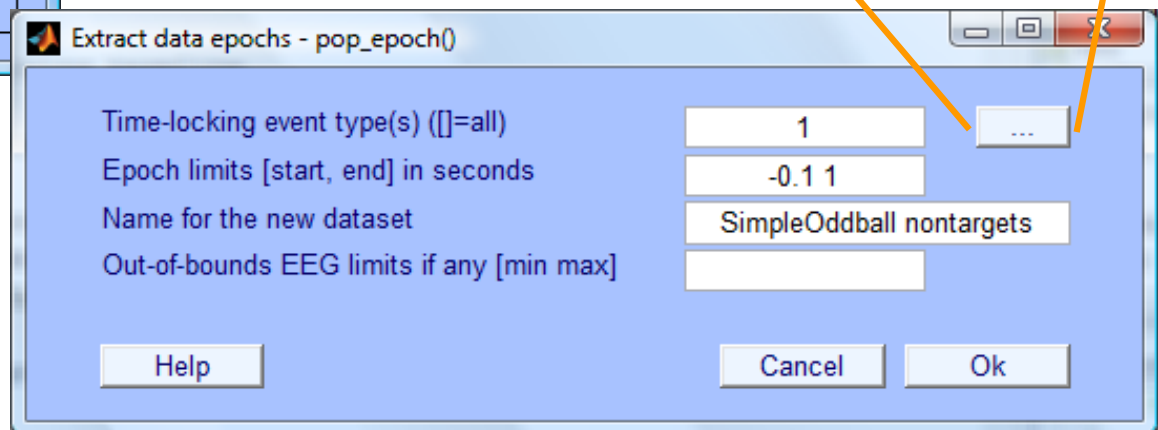 Extract data epochs - pop_epoch()
Time-locking event type(s) ([]=all) 1 ...
Epoch limits [start, end] in seconds -0.1 1
Name for the new dataset SimpleOddball nontargets
Out-of-bounds EEG limits if any [min max]
Help Cancel Ok